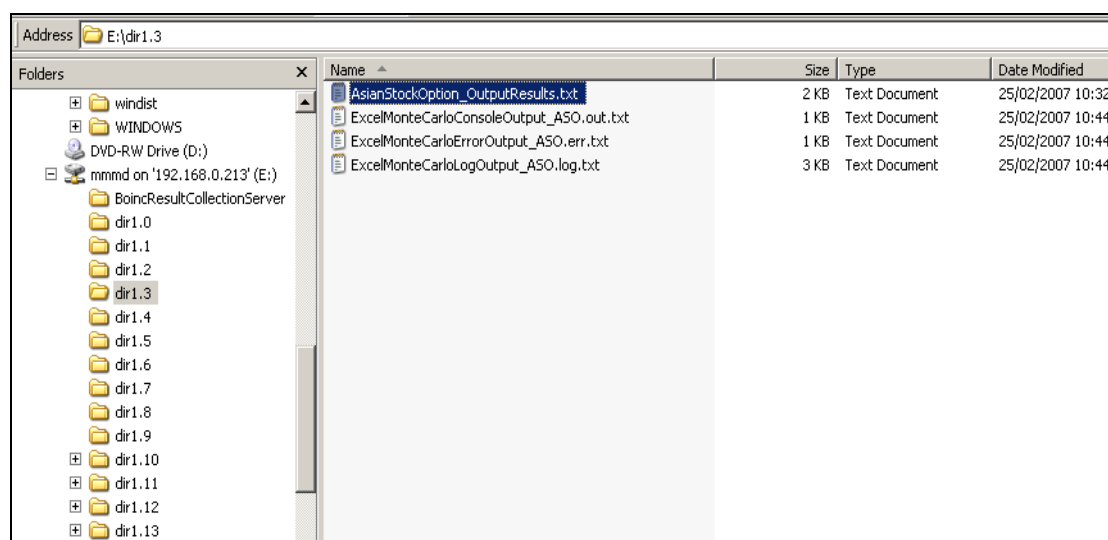 Address E:\dir1.3
Folders x
windist
WINDOWS
DVD-RW Drive (D:)
mmmd on '192.168.0.213' (E:)
BoincResultCollectionServer
dir1.0
dir1.1
dir1.2
dir1.3
dir1.4
dir1.5
dir1.6
dir1.7
dir1.8
dir1.9
dir1.10
dir1.11
dir1.12
dir1.13
Name Size Type Date Modified
AsianStockOption_OutputResults.txt 2 KB Text Document 25/02/2007 10:32
ExcelMonteCarloConsoleOutput_ASO.out.txt 1 KB Text Document 25/02/2007 10:44
ExcelMonteCarloErrorOutput_ASO.err.txt 1 KB Text Document 25/02/2007 10:44
ExcelMonteCarloLogOutput_ASO.log.txt 3 KB Text Document 25/02/2007 10:44